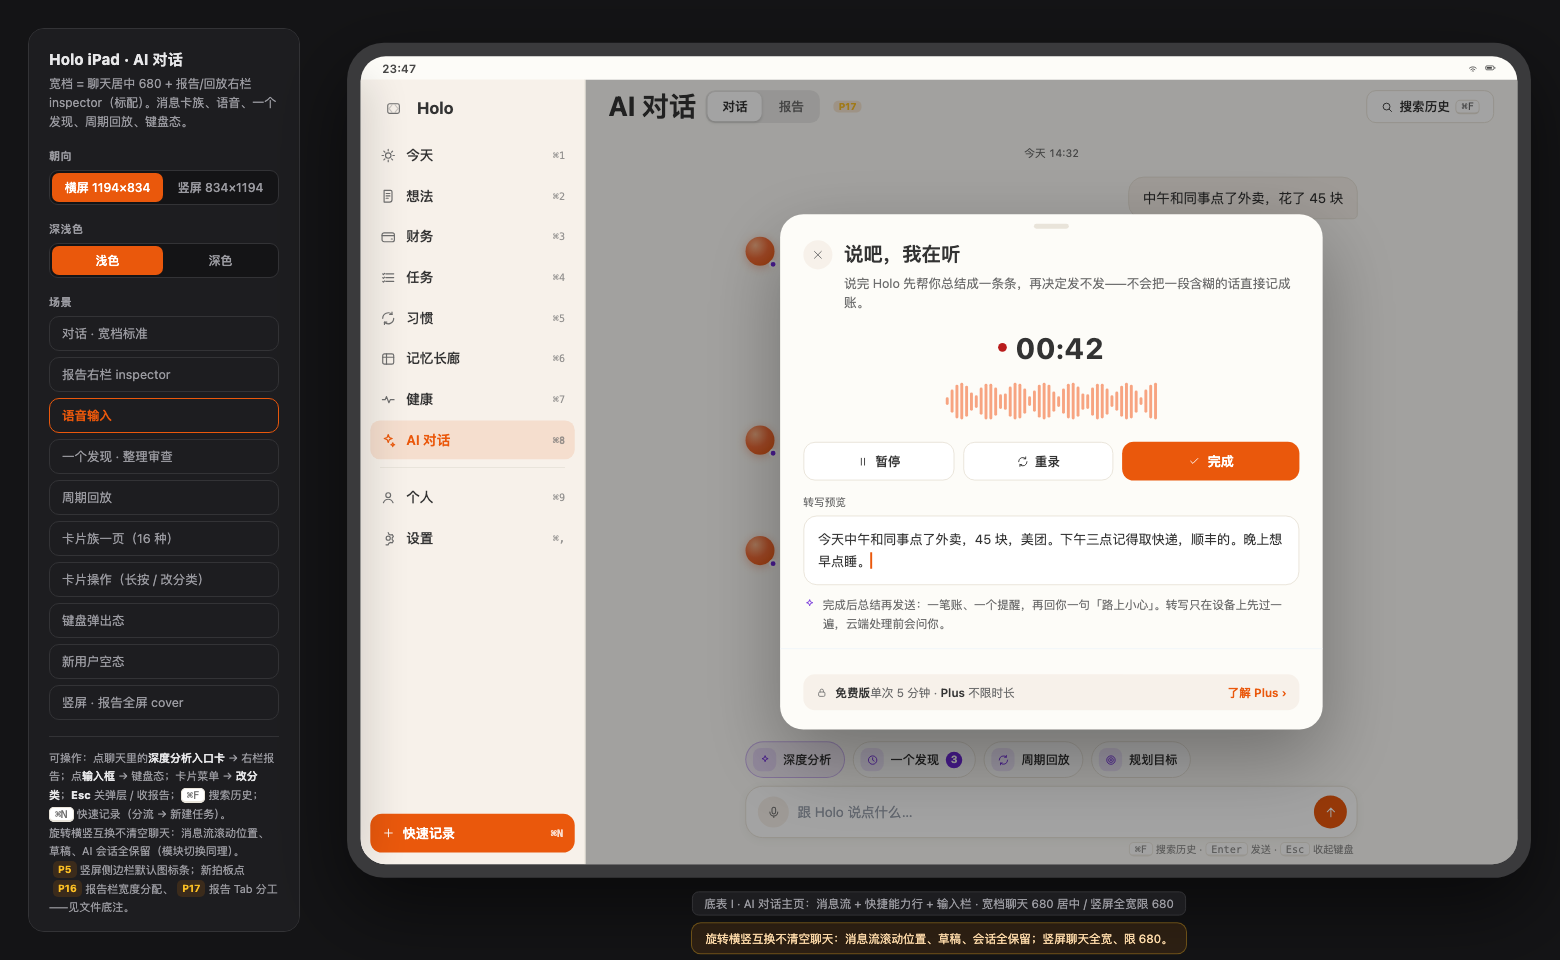 Holo iPad · AI 对话
宽档 = 聊天居中 680 + 报告/回放右栏
inspector（标配）。消息卡族、语音、一个
发现、周期回放、键盘态。
朝向
横屏 1194×834
竖屏 834×1194
深浅色
浅色
深色
场景
对话 · 宽档标准
报告右栏 inspector
语音输入
一个发现 · 整理审查
周期回放
卡片族一页（16 种）
卡片操作（长按 / 改分类）
键盘弹出态
新用户空态
竖屏 · 报告全屏 cover
可操作：点聊天里的深度分析入口卡 → 右栏报
告；点输入框 → 键盘态；卡片菜单 → 改分
类；Esc 关弹层 / 收报告；⌘F 搜索历史；
⌘N 快速记录（分流 → 新建任务）。
旋转横竖互换不清空聊天：消息流滚动位置、
草稿、AI 会话全保留（模块切换同理）。
P5 竖屏侧边栏默认图标条；新拍板点
P16 报告栏宽度分配、 P17 报告 Tab 分工
——见文件底注。
23:47
Holo
今天 ⌘1
想法 ⌘2
财务 ⌘3
任务 ⌘4
习惯 ⌘5
记忆长廊 ⌘6
健康 ⌘7
AI 对话 ⌘8
个人 ⌘9
设置 ⌘,
+ 快速记录 ⌘N
AI 对话
对话
报告
P17
搜索历史 ⌘F
今天 14:32
中午和同事点了外卖，花了 45 块
说吧，我在听
说完 Holo 先帮你总结成一条条，再决定发不发——不会把一段含糊的话直接记成
账。
00:42
暂停
重录
完成
转写预览
今天中午和同事点了外卖，45 块，美团。下午三点记得取快递，顺丰的。晚上想
早点睡。
完成后总结再发送：一笔账、一个提醒，再回你一句「路上小心」。转写只在设备上先过一
遍，云端处理前会问你。
免费版单次 5 分钟 · Plus 不限时长
了解 Plus ›
深度分析
一个发现 3
周期回放
规划目标
跟 Holo 说点什么…
⌘F 搜索历史 · Enter 发送 · Esc 收起键盘
底表 I · AI 对话主页：消息流 + 快捷能力行 + 输入栏 · 宽档聊天 680 居中 / 竖屏全宽限 680
旋转横竖互换不清空聊天：消息流滚动位置、草稿、会话全保留；竖屏聊天全宽、限 680。